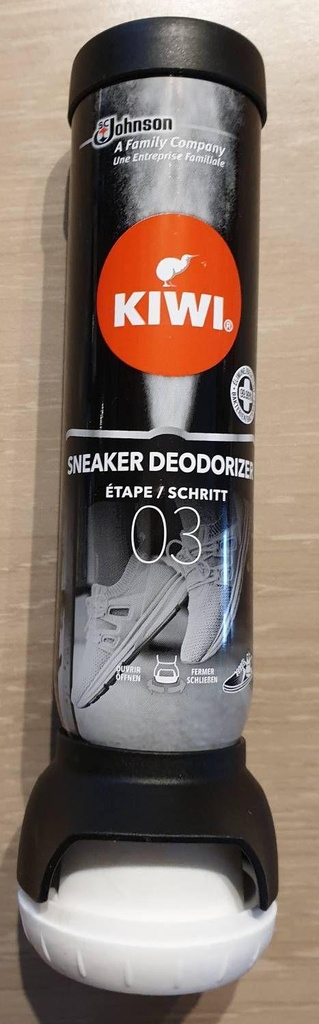 SC Johnson
A Family Company
Une Entreprise Familiale
KIWI®
SNEAKER DEODORIZER
ÉTAPE / SCHRITT
03
OUVRIR
ÖFFNEN
FERMER
SCHLIEßEN